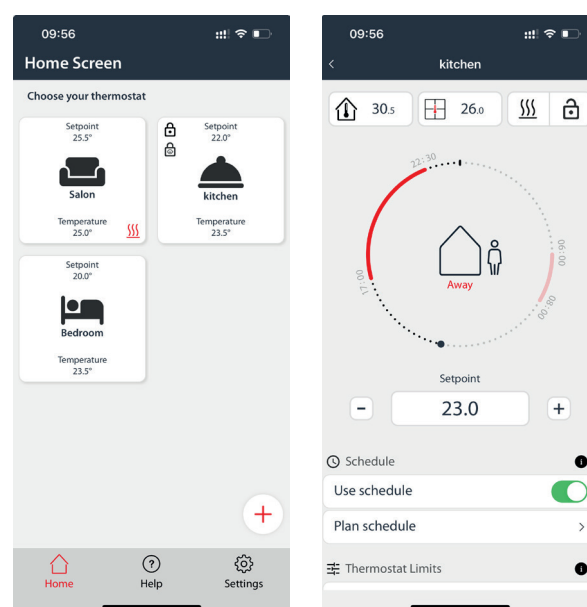 09:56
Home Screen
Choose your thermostat
Setpoint
25.5°
Salon
Temperature
25.0°
Setpoint
22.0°
kitchen
Temperature
23.5°
Setpoint
20.0°
Bedroom
Temperature
23.5°
+
Home
Help
Settings
09:56
kitchen
30.5
26.0
22:30
06:00
17:00
08:00
Away
Setpoint
-
23.0
+
Schedule
Use schedule
Plan schedule
Thermostat Limits